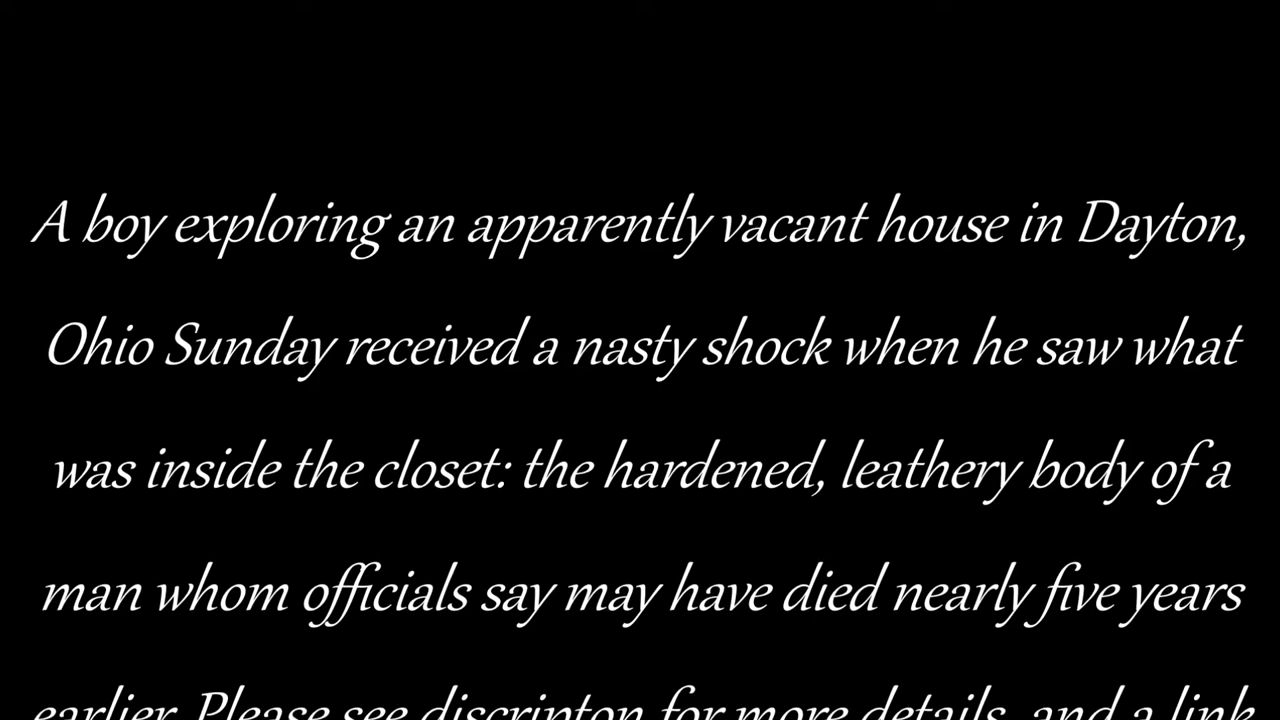 A boy exploring an apparently vacant house in Dayton,
Ohio Sunday received a nasty shock when he saw what
was inside the closet: the hardened, leathery body of a
man whom officials say may have died nearly five years
earlier. Please see discripton for more details, and a link